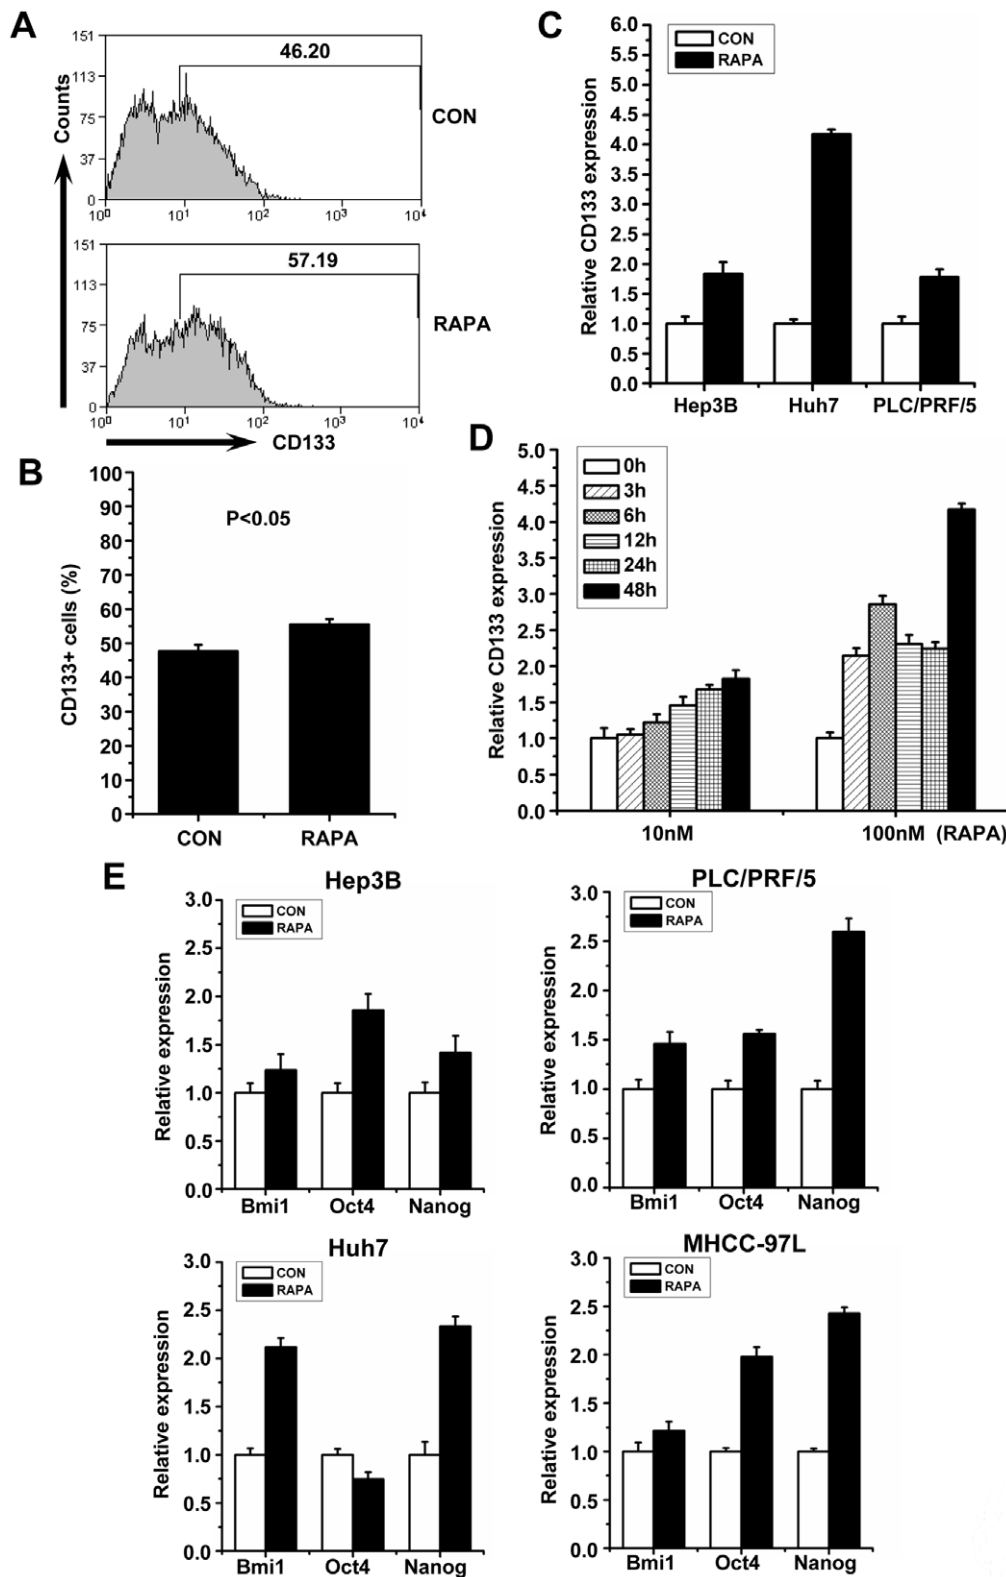 A
151
113
75
37
0
Counts
46.20
CON
10⁰ 10¹ 10² 10³ 10⁴
151
113
75
37
0
57.19
RAPA
10⁰ 10¹ 10² 10³ 10⁴
CD133
B
100
90
80
70
60
50
40
30
20
10
0
CD133+ cells (%)
P<0.05
CON RAPA
C
6.0
5.5
5.0
4.5
4.0
3.5
3.0
2.5
2.0
1.5
1.0
0.5
0.0
Relative CD133 expression
CON
RAPA
Hep3B Huh7 PLC/PRF/5
D
5.0
4.5
4.0
3.5
3.0
2.5
2.0
1.5
1.0
0.5
0.0
Relative CD133 expression
0h
3h
6h
12h
24h
48h
10nM 100nM (RAPA)
E
Hep3B
3.0
2.5
2.0
1.5
1.0
0.5
0.0
Relative expression
CON
RAPA
Bmi1 Oct4 Nanog
PLC/PRF/5
3.0
2.5
2.0
1.5
1.0
0.5
0.0
Relative expression
CON
RAPA
Bmi1 Oct4 Nanog
Huh7
3.0
2.5
2.0
1.5
1.0
0.5
0.0
Relative expression
CON
RAPA
Bmi1 Oct4 Nanog
MHCC-97L
3.0
2.5
2.0
1.5
1.0
0.5
0.0
Relative expression
CON
RAPA
Bmi1 Oct4 Nanog